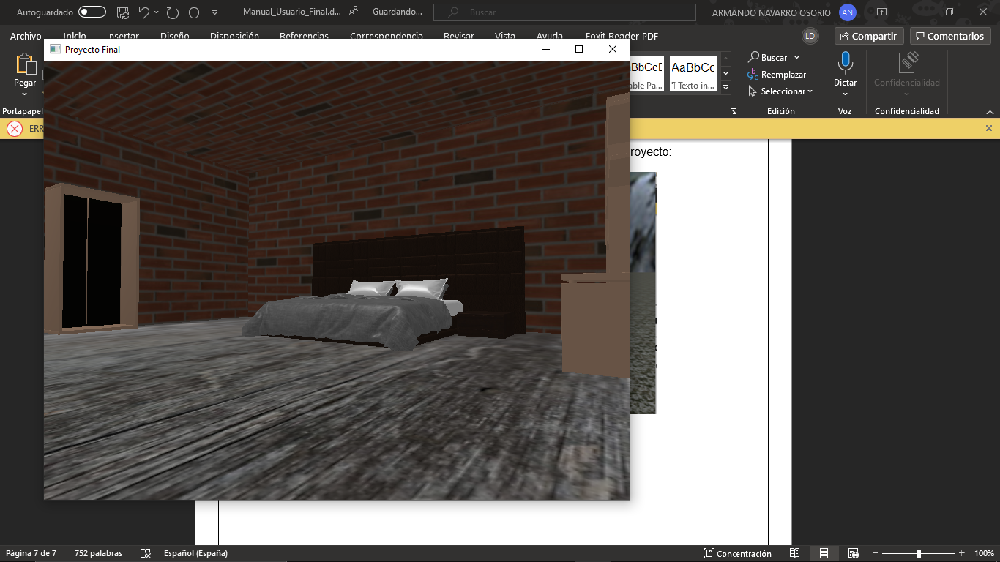 Autoguardado
Manual_Usuario_Final.d...
- Guardando...
Buscar
ARMANDO NAVARRO OSORIO
AN
Archivo Inicio Insertar Diseño Disposición Referencias Correspondencia Revisar Vista Ayuda Foxit Reader PDF
LD
Compartir
Comentarios
Proyecto Final
Pegar
Portapapel
BbCcD
able Pa...
AaBbCc
¶ Texto in...
Buscar
Reemplazar
Seleccionar
Edición
Dictar
Voz
Confidencialidad
Confidencialidad
ERR
royecto:
Página 7 de 7 752 palabras Español (España)
Concentración
100%